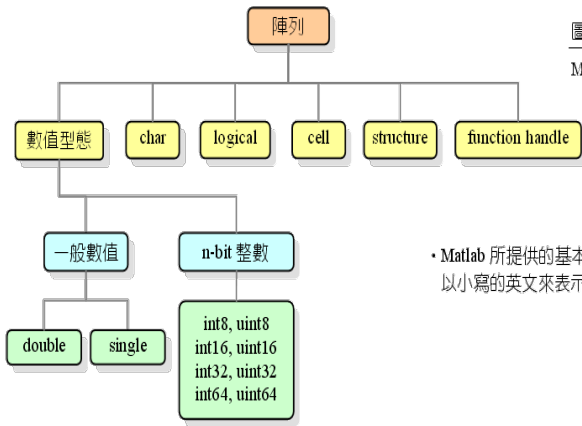 陣列
數值型態
char
logical
cell
structure
function handle
一般數值
n-bit 整數
• Matlab 所提供的基本
以小寫的英文來表示
double
single
int8, uint8
int16, uint16
int32, uint32
int64, uint64